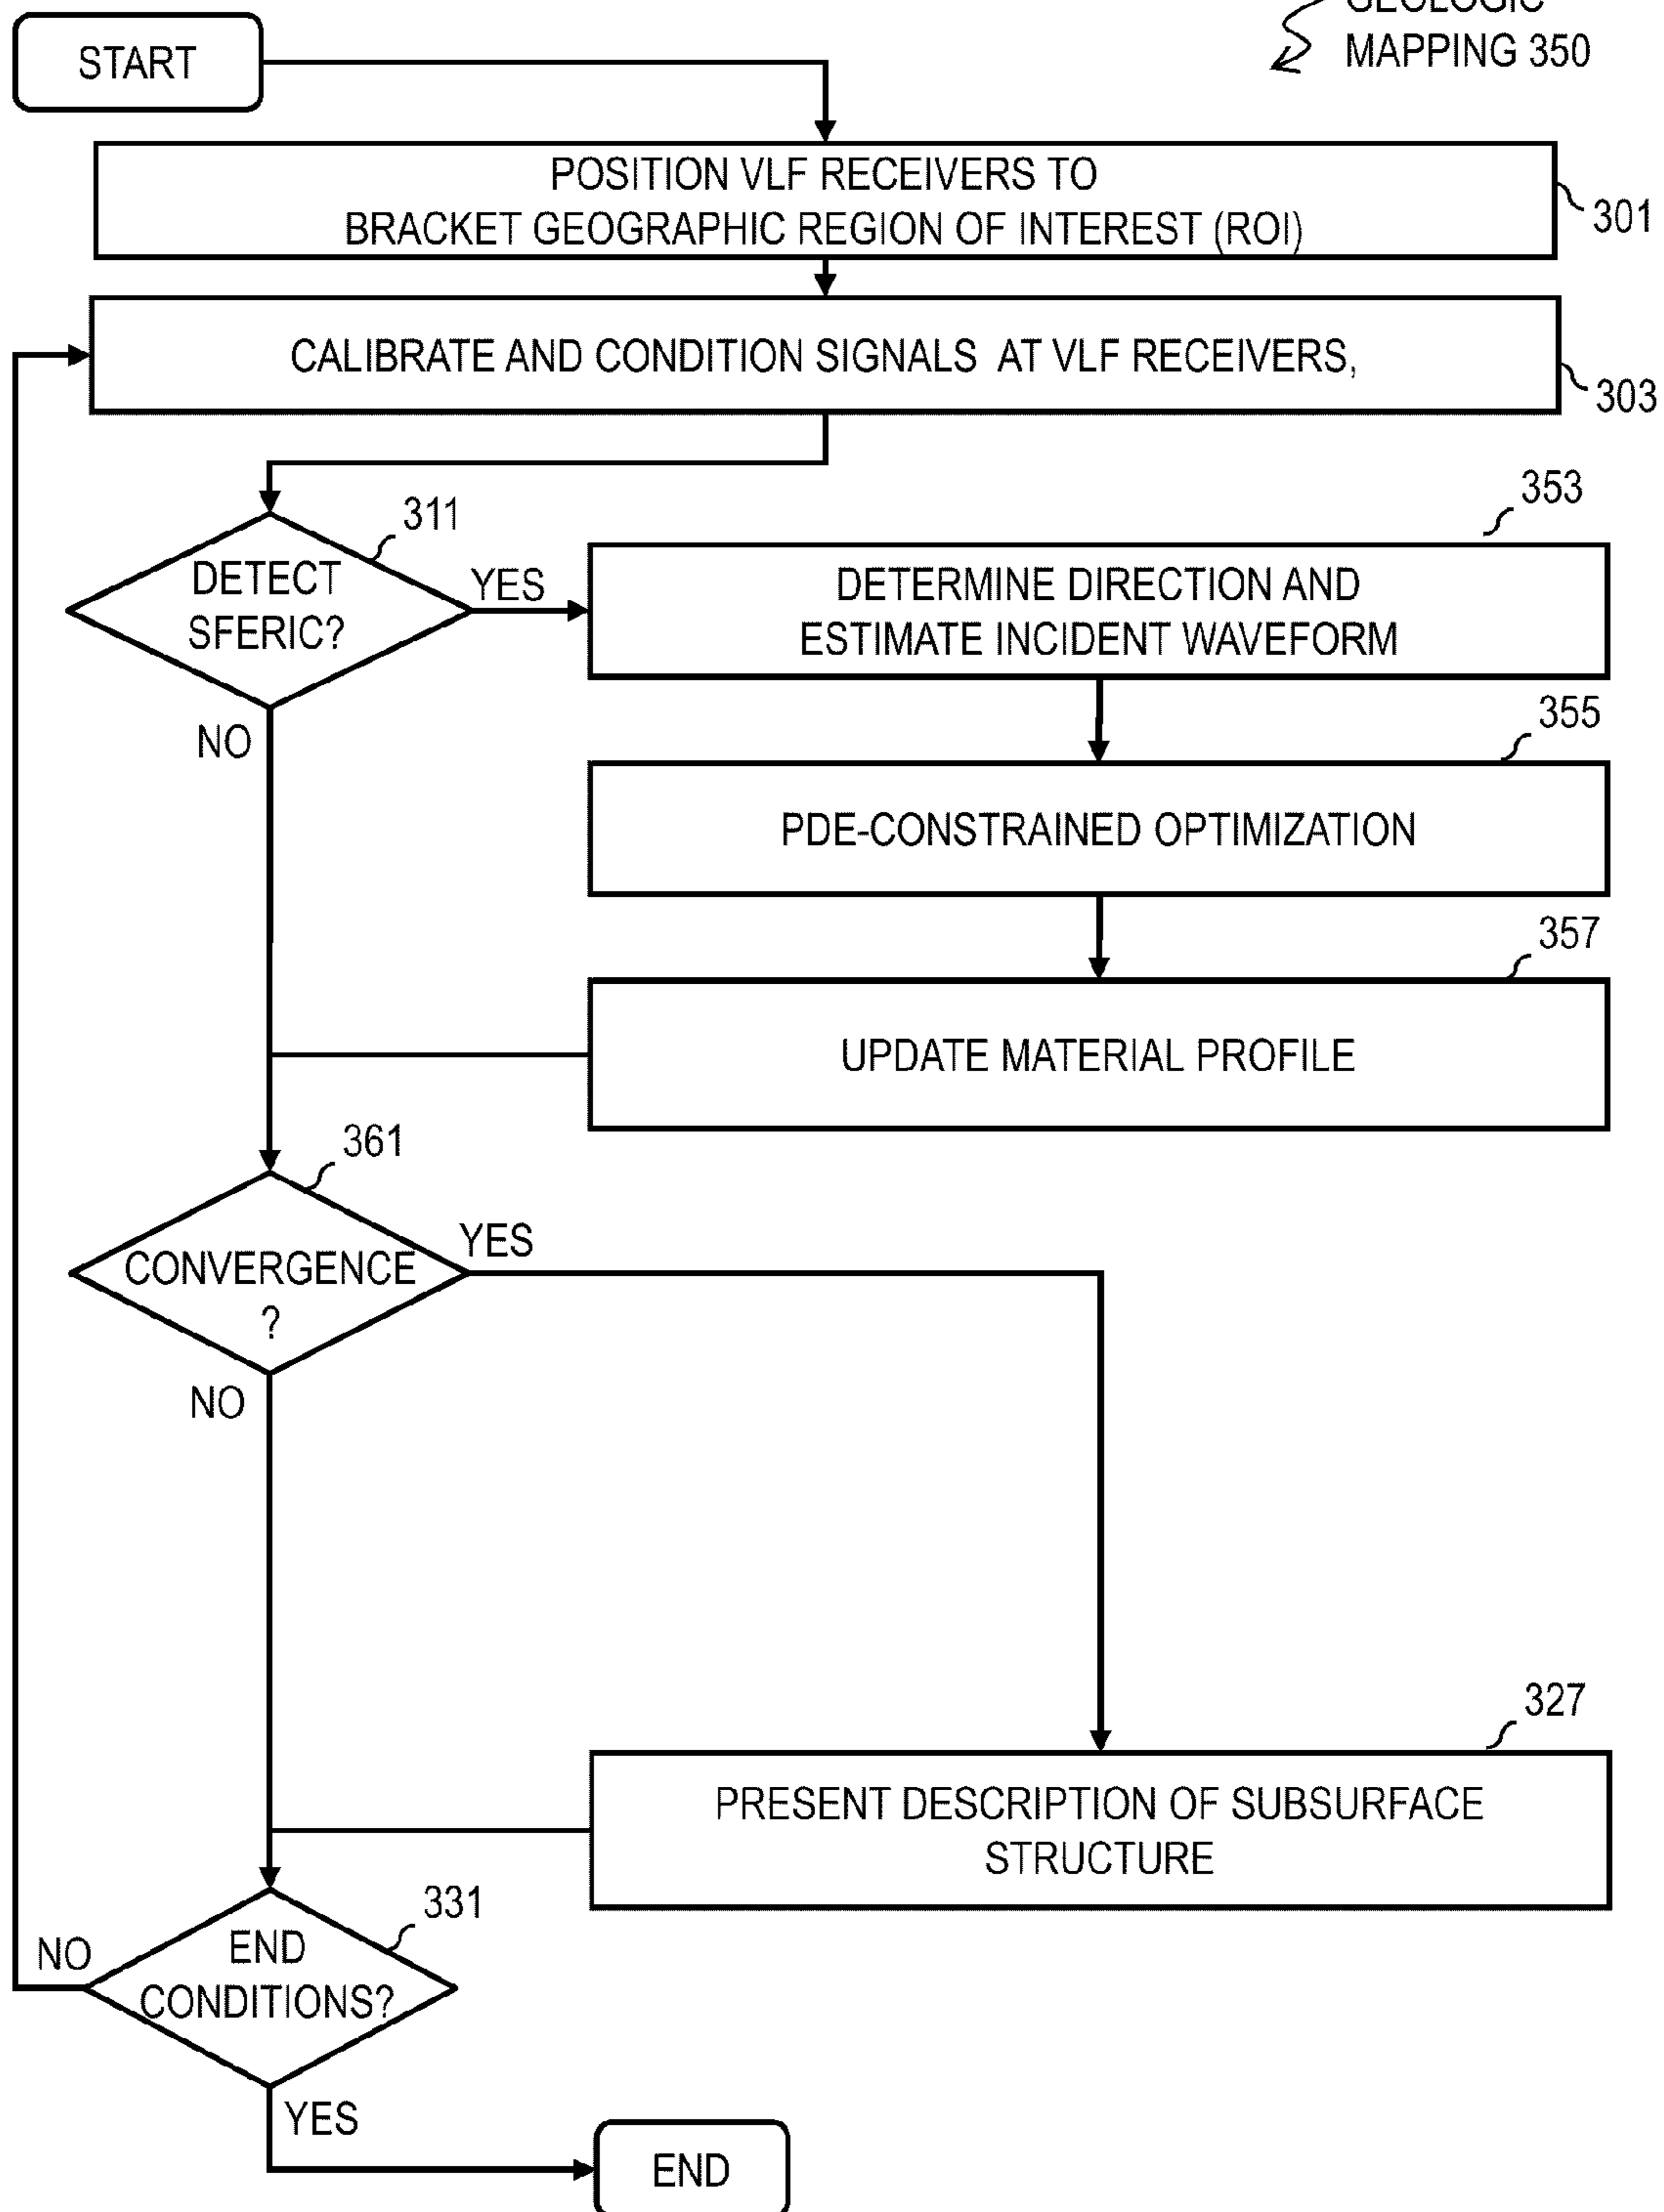 GEOLOGIC
MAPPING 350
START
POSITION VLF RECEIVERS TO
BRACKET GEOGRAPHIC REGION OF INTEREST (ROI)
301
CALIBRATE AND CONDITION SIGNALS AT VLF RECEIVERS,
303
311
DETECT
SFERIC?
YES
NO
353
DETERMINE DIRECTION AND
ESTIMATE INCIDENT WAVEFORM
355
PDE-CONSTRAINED OPTIMIZATION
357
UPDATE MATERIAL PROFILE
361
CONVERGENCE
?
YES
NO
327
PRESENT DESCRIPTION OF SUBSURFACE
STRUCTURE
331
END
CONDITIONS?
NO
YES
END